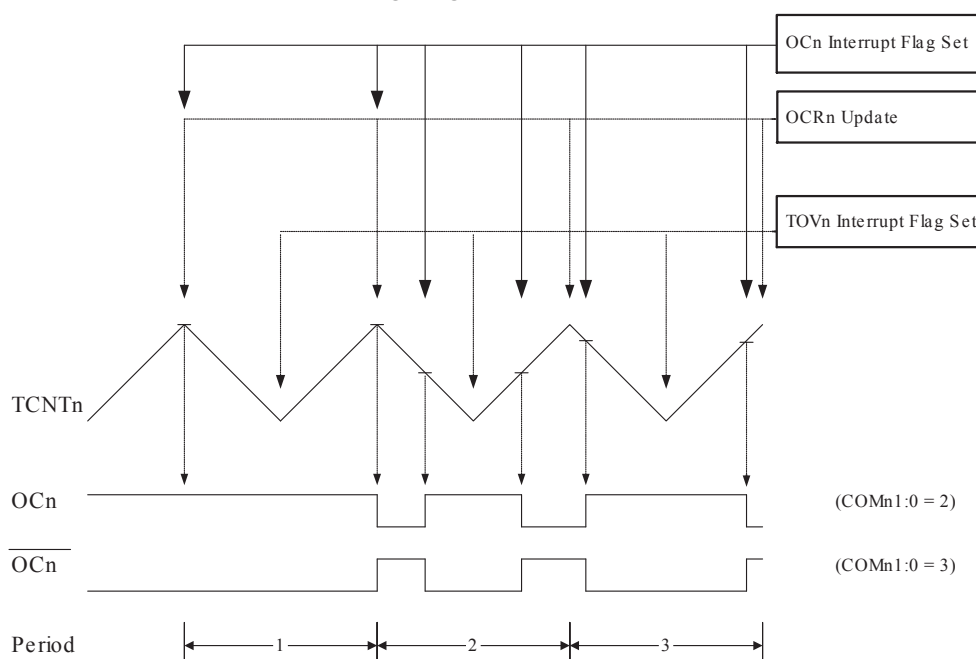 OCn Interrupt Flag Set
OCRn Update
TOVn Interrupt Flag Set
TCNTn
OCn
(COMn1:0 = 2)
OCn
(COMn1:0 = 3)
Period
1
2
3